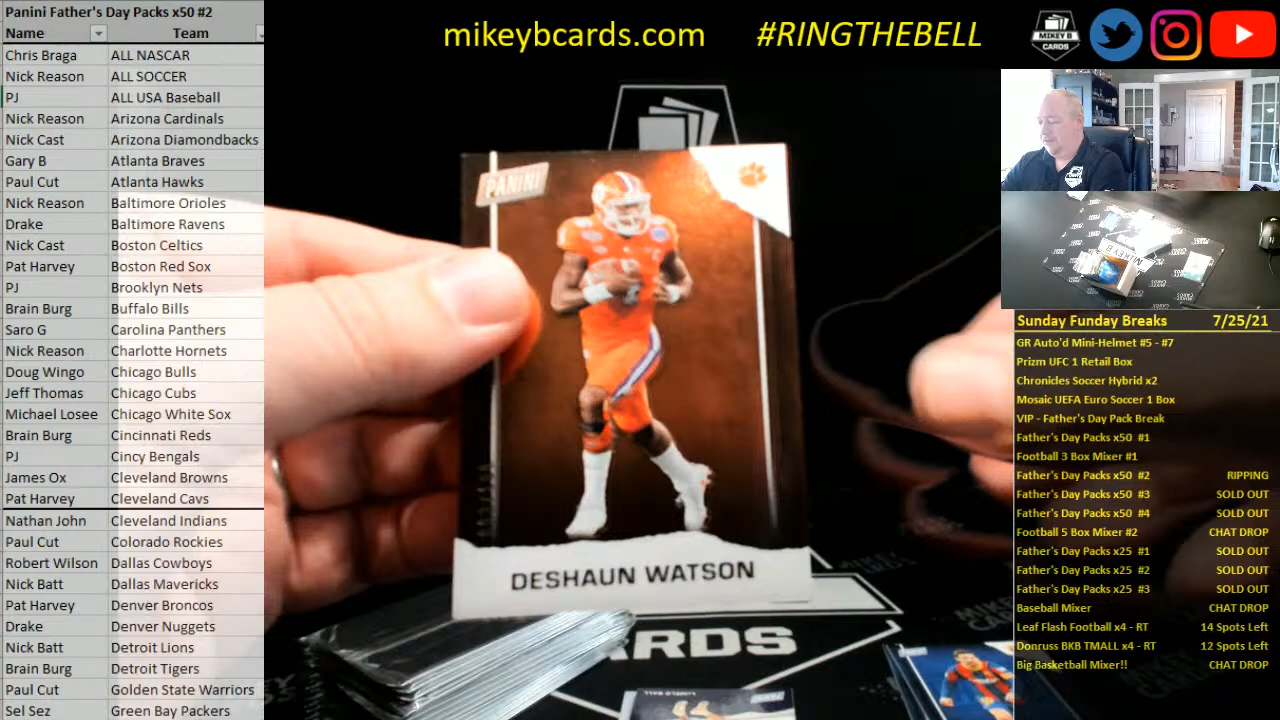 Panini Father's Day Packs x50 #2
Name Team
Chris Braga ALL NASCAR
Nick Reason ALL SOCCER
PJ ALL USA Baseball
Nick Reason Arizona Cardinals
Nick Cast Arizona Diamondbacks
Gary B Atlanta Braves
Paul Cut Atlanta Hawks
Nick Reason Baltimore Orioles
Drake Baltimore Ravens
Nick Cast Boston Celtics
Pat Harvey Boston Red Sox
PJ Brooklyn Nets
Brain Burg Buffalo Bills
Saro G Carolina Panthers
Nick Reason Charlotte Hornets
Doug Wingo Chicago Bulls
Jeff Thomas Chicago Cubs
Michael Losee Chicago White Sox
Brain Burg Cincinnati Reds
PJ Cincy Bengals
James Ox Cleveland Browns
Pat Harvey Cleveland Cavs
Nathan John Cleveland Indians
Paul Cut Colorado Rockies
Robert Wilson Dallas Cowboys
Nick Batt Dallas Mavericks
Pat Harvey Denver Broncos
Drake Denver Nuggets
Nick Batt Detroit Lions
Brain Burg Detroit Tigers
Paul Cut Golden State Warriors
Sel Sez Green Bay Packers
mikeybcards.com #RINGTHEBELL
MIKEY B
CARDS
PANINI
DESHAUN WATSON
CARDS
Sunday Funday Breaks 7/25/21
GR Auto'd Mini-Helmet #5 - #7
Prizm UFC 1 Retail Box
Chronicles Soccer Hybrid x2
Mosaic UEFA Euro Soccer 1 Box
VIP - Father's Day Pack Break
Father's Day Packs x50 #1
Football 3 Box Mixer #1
Father's Day Packs x50 #2 RIPPING
Father's Day Packs x50 #3 SOLD OUT
Father's Day Packs x50 #4 SOLD OUT
Football 5 Box Mixer #2 CHAT DROP
Father's Day Packs x25 #1 SOLD OUT
Father's Day Packs x25 #2 SOLD OUT
Father's Day Packs x25 #3 SOLD OUT
Baseball Mixer CHAT DROP
Leaf Flash Football x4 - RT 14 Spots Left
Donruss BKB TMALL x4 - RT 12 Spots Left
Big Basketball Mixer!! CHAT DROP